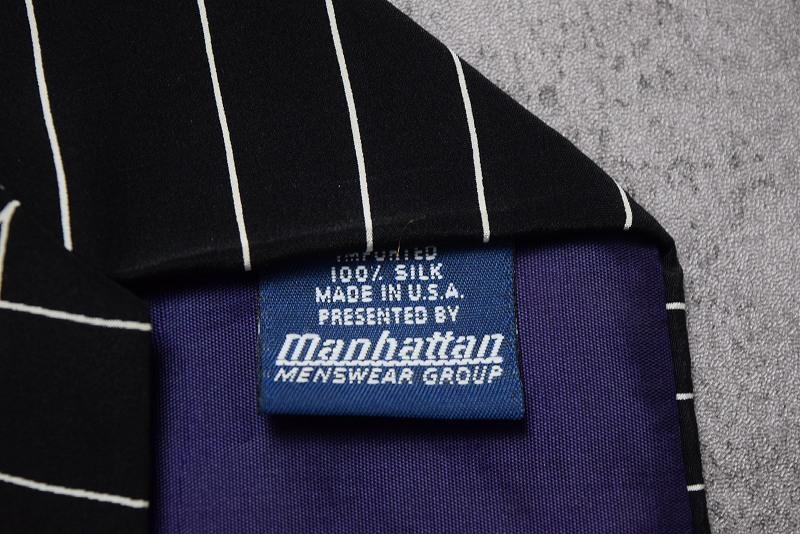 IMPORTED
100% SILK
MADE IN U.S.A.
PRESENTED BY
Manhattan
MENSWEAR GROUP